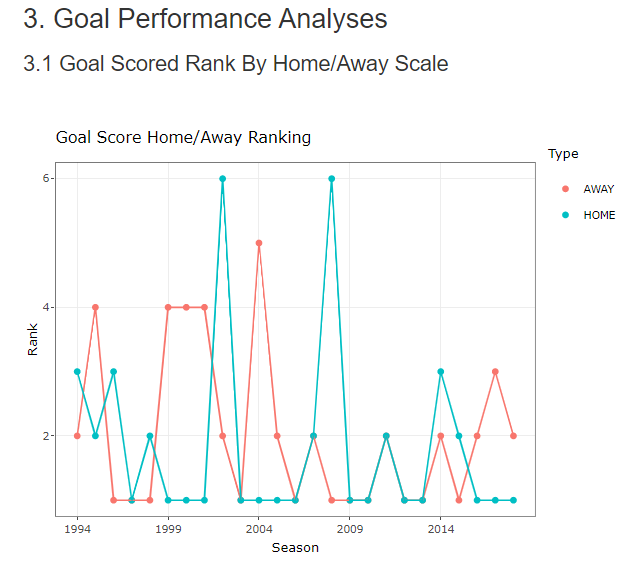 3. Goal Performance Analyses
3.1 Goal Scored Rank By Home/Away Scale
Goal Score Home/Away Ranking
Type
AWAY
HOME
6
4
2
Rank
1994 1999 2004 2009 2014
Season